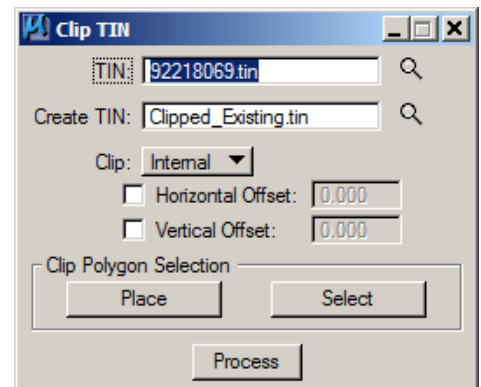 Clip TIN
TIN: 92218069.tin
Create TIN: Clipped_Existing.tin
Clip: Internal
Horizontal Offset: 0.000
Vertical Offset: 0.000
Clip Polygon Selection
Place Select
Process